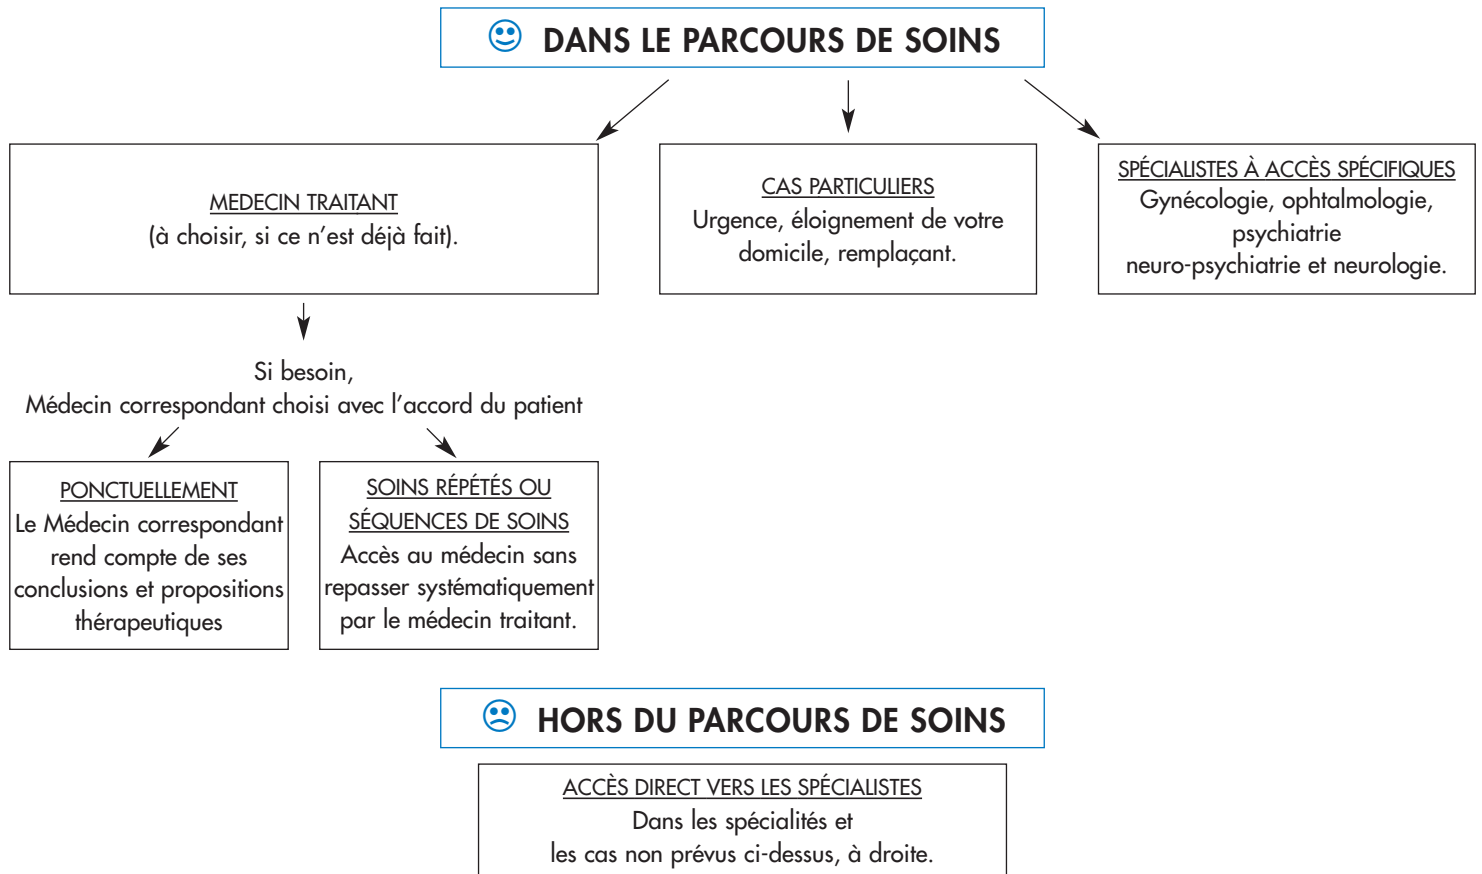 DANS LE PARCOURS DE SOINS
MEDECIN TRAITANT
(à choisir, si ce n'est déjà fait).
CAS PARTICULIERS
Urgence, éloignement de votre
domicile, remplaçant.
SPÉCIALISTES À ACCÈS SPÉCIFIQUES
Gynécologie, ophtalmologie,
psychiatrie
neuro-psychiatrie et neurologie.
Si besoin,
Médecin correspondant choisi avec l'accord du patient
PONCTUELLEMENT
Le Médecin correspondant
rend compte de ses
conclusions et propositions
thérapeutiques
SOINS RÉPÉTÉS OU
SÉQUENCES DE SOINS
Accès au médecin sans
repasser systématiquement
par le médecin traitant.
HORS DU PARCOURS DE SOINS
ACCÈS DIRECT VERS LES SPÉCIALISTES
Dans les spécialités et
les cas non prévus ci-dessus, à droite.